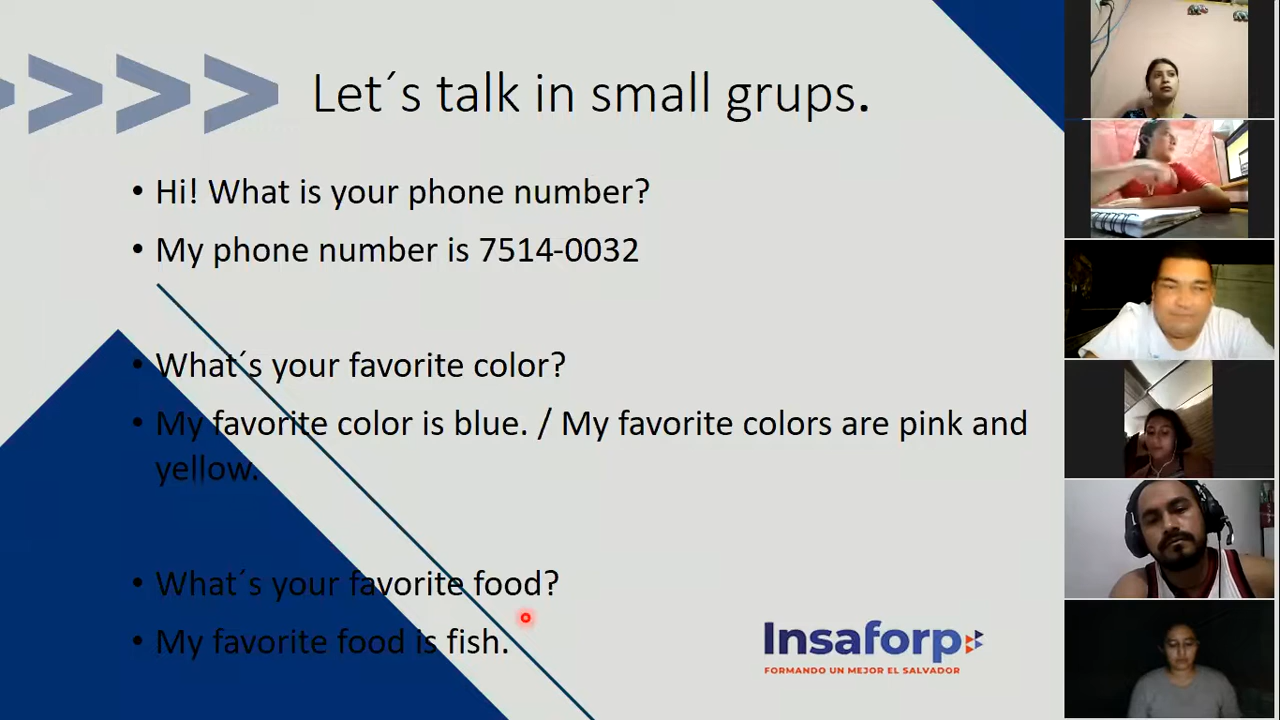 Let´s talk in small grups.
• Hi! What is your phone number?
• My phone number is 7514-0032
• What´s your favorite color?
• My favorite color is blue. / My favorite colors are pink and
yellow.
• What´s your favorite food?
• My favorite food is fish.
Insaforp
FORMANDO UN MEJOR EL SALVADOR